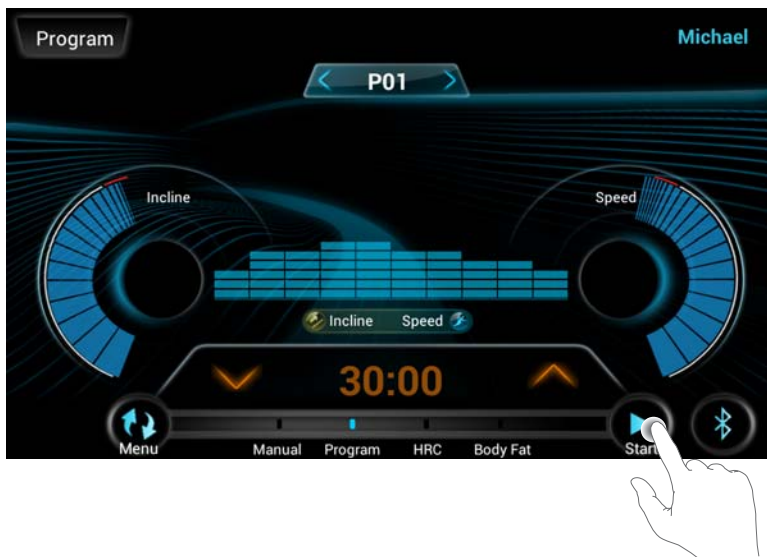 Program
Michael
P01
Incline
Speed
Incline Speed
30:00
Menu
Manual Program HRC Body Fat
Start